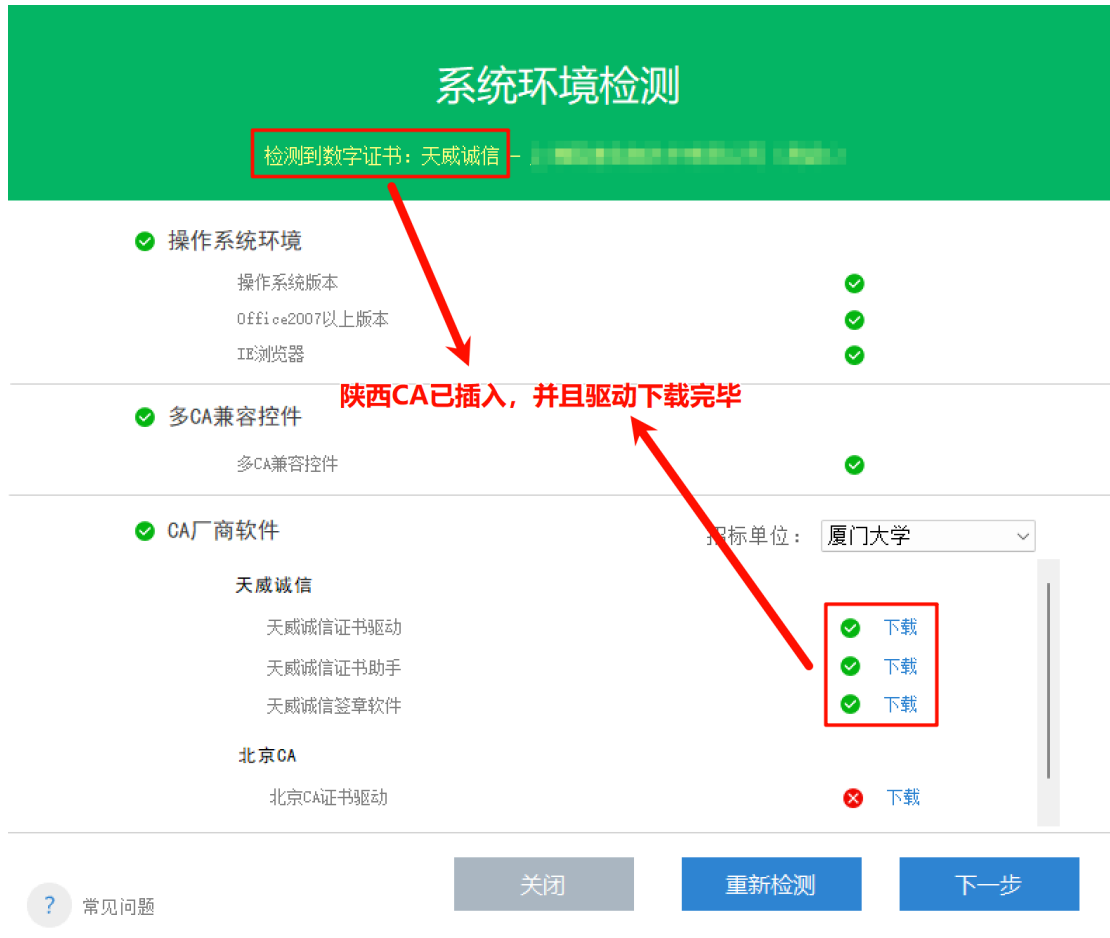 系统环境检测
检测到数字证书：天威诚信 –
操作系统环境
操作系统版本
Office2007以上版本
IE浏览器
陕西CA已插入，并且驱动下载完毕
多CA兼容控件
多CA兼容控件
CA厂商软件 招标单位： 厦门大学
天威诚信
天威诚信证书驱动 下载
天威诚信证书助手 下载
天威诚信签章软件 下载
北京CA
北京CA证书驱动 下载
关闭 重新检测 下一步
? 常见问题